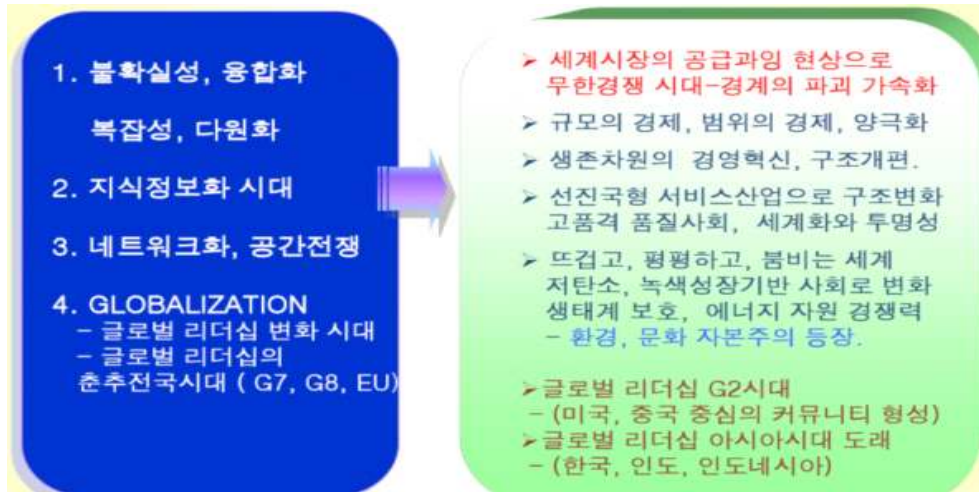 1. 불확실성, 융합화
복잡성, 다원화
2. 지식정보화 시대
3. 네트워크화, 공간전쟁
4. GLOBALIZATION
– 글로벌 리더십 변화 시대
– 글로벌 리더십의
춘추전국시대 ( G7, G8, EU)
➢ 세계시장의 공급과잉 현상으로
무한경쟁 시대-경계의 파괴 가속화
➢ 규모의 경제, 범위의 경제, 양극화
➢ 생존차원의 경영혁신, 구조개편.
➢ 선진국형 서비스산업으로 구조변화
고품격 품질사회, 세계화와 투명성
➢ 뜨겁고, 평평하고, 붐비는 세계
저탄소, 녹색성장기반 사회로 변화
생태계 보호, 에너지 자원 경쟁력
– 환경, 문화 자본주의 등장.
➢글로벌 리더십 G2시대
– (미국, 중국 중심의 커뮤니티 형성)
➢글로벌 리더십 아시아시대 도래
– (한국, 인도, 인도네시아)